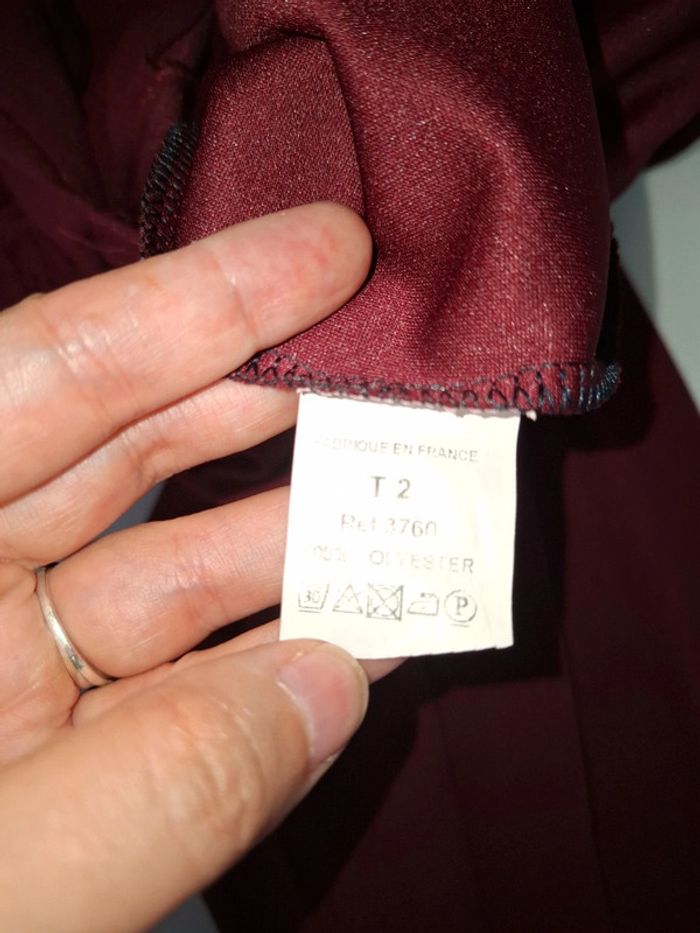 FABRIQUE EN FRANCE
T 2
Ref 3760
100% POLYESTER
30 P